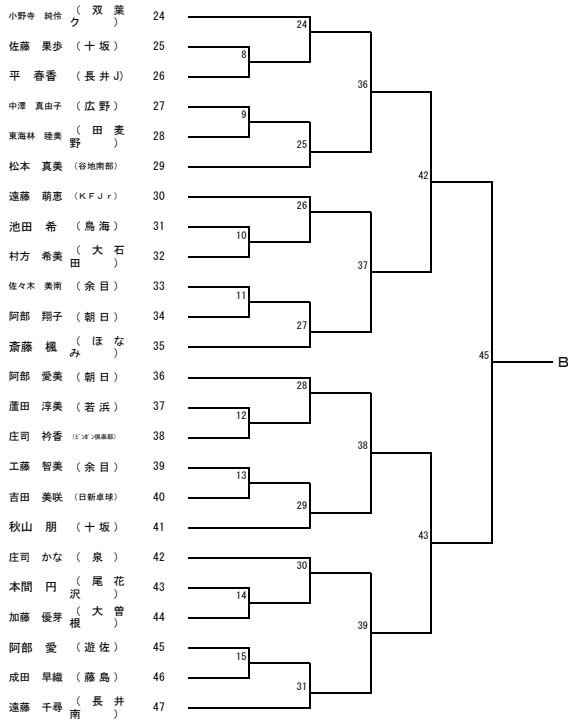 小野寺 純伶 （双葉ク） 24
佐藤 果歩 （十坂） 25
平 春香 （長井J） 26
中澤 真由子 （広野） 27
東海林 睦美 （田麦野） 28
松本 真美 （谷地南部） 29
遠藤 萌恵 （ＫＦＪｒ） 30
池田 希 （鳥海） 31
村方 希美 （大石田） 32
佐々木 美南 （余目） 33
阿部 翔子 （朝日） 34
斎藤 楓 （ほなみ） 35
阿部 愛美 （朝日） 36
蘆田 淳美 （若浜） 37
庄司 衿香 （ﾋﾟﾝﾎﾟﾝ倶楽部） 38
工藤 智美 （余目） 39
吉田 美咲 （日新卓球） 40
秋山 朋 （十坂） 41
庄司 かな （泉） 42
本間 円 （尾花沢） 43
加藤 優芽 （大曽根） 44
阿部 愛 （遊佐） 45
成田 早織 （藤島） 46
遠藤 千尋 （長井南） 47
8
9
10
11
12
13
14
15
24
25
26
27
28
29
30
31
36
37
38
39
42
43
45
B